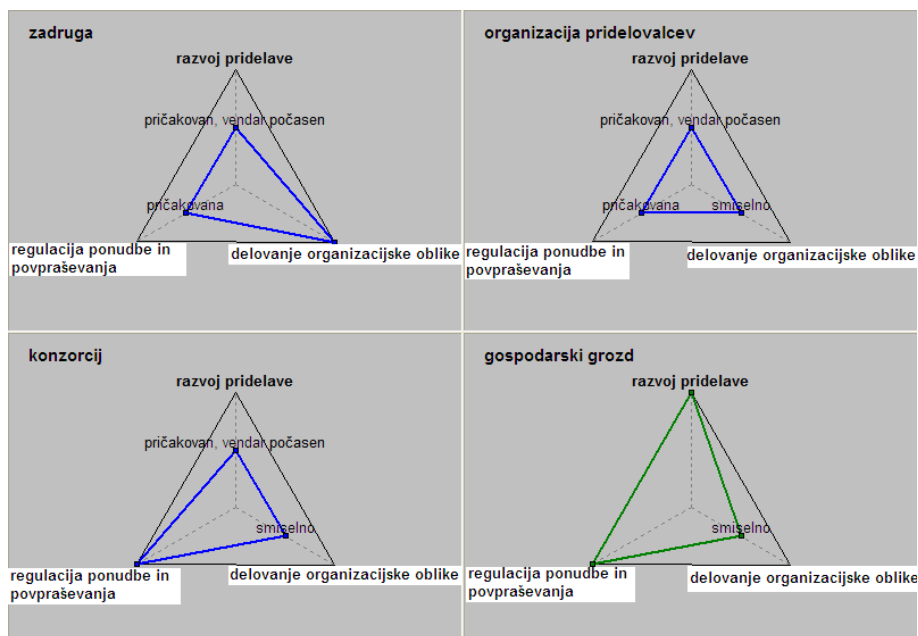 zadruga
razvoj pridelave
pričakovan, vendar počasen
pričakovana
regulacija ponudbe in
povpraševanja
delovanje organizacijske oblike
organizacija pridelovalcev
razvoj pridelave
pričakovan, vendar počasen
pričakovana
smiselno
regulacija ponudbe in
povpraševanja
delovanje organizacijske oblike
konzorcij
razvoj pridelave
pričakovan, vendar počasen
smiselno
regulacija ponudbe in
povpraševanja
delovanje organizacijske oblike
gospodarski grozd
razvoj pridelave
smiselno
regulacija ponudbe in
povpraševanja
delovanje organizacijske oblike